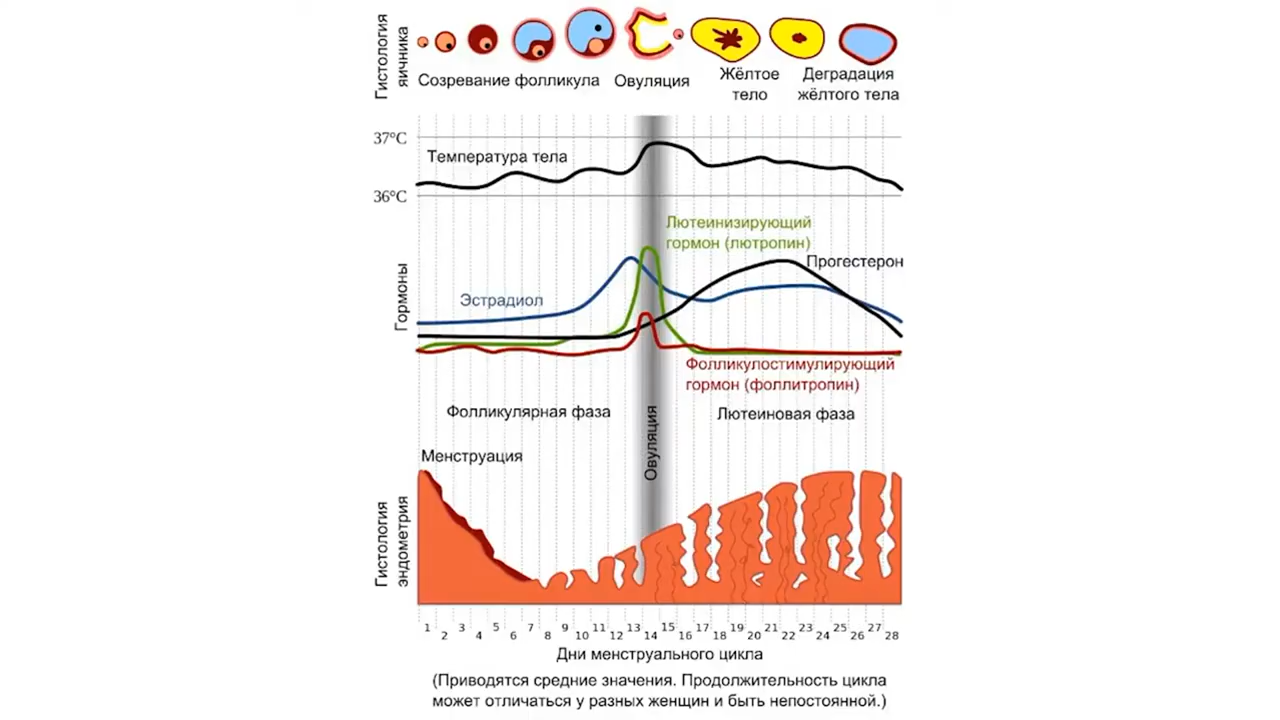 Гистология
яичника
Созревание фолликула
Овуляция
Жёлтое
тело
Деградация
жёлтого тела
37°C
Температура тела
36°C
Гормоны
Лютеинизирующий
гормон (лютропин)
Прогестерон
Эстрадиол
Фолликулостимулирующий
гормон (фоллитропин)
Фолликулярная фаза
Овуляция
Лютеиновая фаза
Менструация
Гистология
эндометрия
1 2 3 4 5 6 7 8 9 10 11 12 13 14 15 16 17 18 19 20 21 22 23 24 25 26 27 28
Дни менструального цикла
(Приводятся средние значения. Продолжительность цикла
может отличаться у разных женщин и быть непостоянной.)